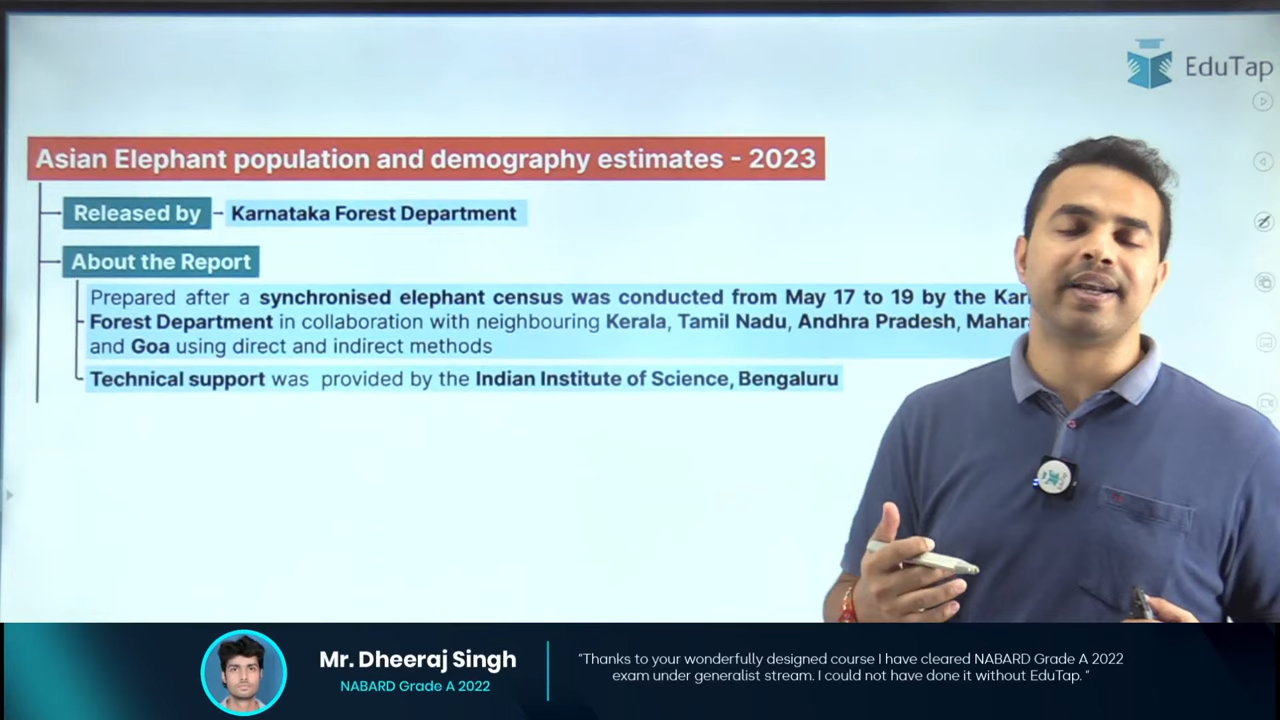 EduTap
Asian Elephant population and demography estimates - 2023
Released by - Karnataka Forest Department
About the Report
Prepared after a synchronised elephant census was conducted from May 17 to 19 by the
Forest Department in collaboration with neighbouring Kerala, Tamil Nadu, Andhra Pradesh,
and Goa using direct and indirect methods
Technical support was provided by the Indian Institute of Science, Bengaluru
Mr. Dheeraj Singh
NABARD Grade A 2022
"Thanks to your wonderfully designed course I have cleared NABARD Grade A 2022
exam under generalist stream. I could not have done it without EduTap. "